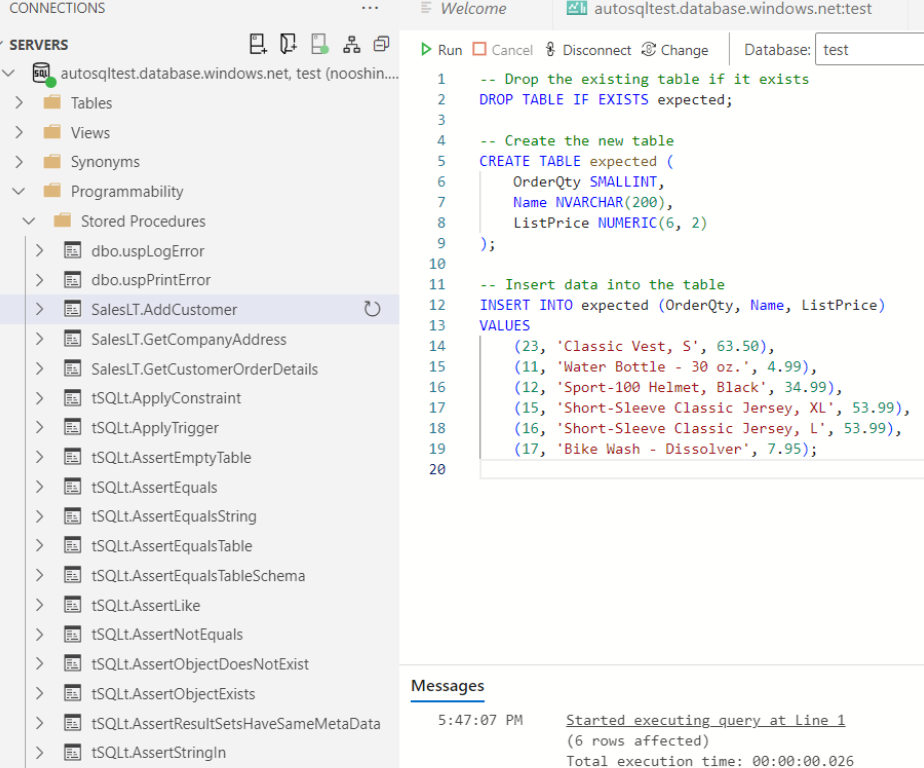 CONNECTIONS
SERVERS
autosqltest.database.windows.net, test (nooshin....
Tables
Views
Synonyms
Programmability
Stored Procedures
dbo.uspLogError
dbo.uspPrintError
SalesLT.AddCustomer
SalesLT.GetCompanyAddress
SalesLT.GetCustomerOrderDetails
tSQLt.ApplyConstraint
tSQLt.ApplyTrigger
tSQLt.AssertEmptyTable
tSQLt.AssertEquals
tSQLt.AssertEqualsString
tSQLt.AssertEqualsTable
tSQLt.AssertEqualsTableSchema
tSQLt.AssertLike
tSQLt.AssertNotEquals
tSQLt.AssertObjectDoesNotExist
tSQLt.AssertObjectExists
tSQLt.AssertResultSetsHaveSameMetaData
tSQLt.AssertStringIn
Welcome autosqltest.database.windows.net:test
Run Cancel Disconnect Change Database: test
1 -- Drop the existing table if it exists
2 DROP TABLE IF EXISTS expected;
3
4 -- Create the new table
5 CREATE TABLE expected (
6 OrderQty SMALLINT,
7 Name NVARCHAR(200),
8 ListPrice NUMERIC(6, 2)
9 );
10
11 -- Insert data into the table
12 INSERT INTO expected (OrderQty, Name, ListPrice)
13 VALUES
14 (23, 'Classic Vest, S', 63.50),
15 (11, 'Water Bottle - 30 oz.', 4.99),
16 (12, 'Sport-100 Helmet, Black', 34.99),
17 (15, 'Short-Sleeve Classic Jersey, XL', 53.99),
18 (16, 'Short-Sleeve Classic Jersey, L', 53.99),
19 (17, 'Bike Wash - Dissolver', 7.95);
20
Messages
5:47:07 PM Started executing query at Line 1
(6 rows affected)
Total execution time: 00:00:00.026